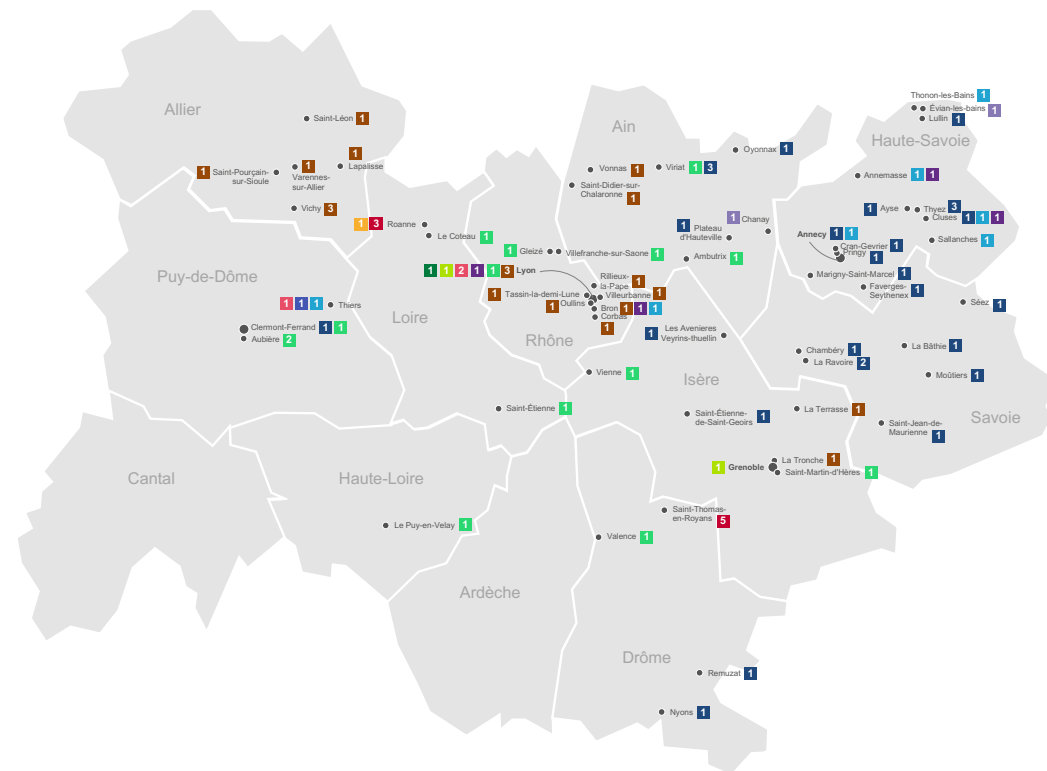 Thonon-les-Bains 1
Évian-les-bains 1
Lullin 1
Allier
Saint-Léon 1
Ain
Haute-Savoie
Oyonnax 1
1
Lapalisse
1 Saint-Pourçain-
sur-Sioule
1
Varennes-
sur-Allier
Vonnas 1
Viriat 1 3
Annemasse 1 1
Saint-Didier-sur-
Chalaronne 1
Vichy 3
1 Ayse
Thyez 3
Cluses 1 1 1
1 3 Roanne
Le Coteau 1
1 Chanay
1 Plateau
d'Hauteville
Annecy 1 1
Cran-Gevrier 1
Pringy 1
Sallanches 1
1 Gleizé
Villefranche-sur-Saone 1
Ambutrix 1
Puy-de-Dôme
1 1 2 1 1 3 Lyon
Rillieux-
la-Pape 1
Marigny-Saint-Marcel 1
Faverges-
Seythenex 1
1 Tassin-la-demi-Lune
Villeurbanne 1
1 Oullins
Bron 1 1 1
Corbas
1
Séez 1
1 1 1 Thiers
Loire
Rhône
Clermont-Ferrand 1 1
Aubière 2
1 Les Avenieres
Veyrins-thuellin
Chambéry 1
La Ravoire 2
La Bâthie 1
Vienne 1
Isère
Moûtiers 1
Saint-Étienne 1
Saint-Étienne-
de-Saint-Geoirs 1
La Terrasse 1
Savoie
Saint-Jean-de-
Maurienne 1
Cantal
Haute-Loire
1 Grenoble
La Tronche 1
Saint-Martin-d'Hères 1
Le Puy-en-Velay 1
Saint-Thomas-
en-Royans 5
Valence 1
Ardèche
Drôme
Remuzat 1
Nyons 1